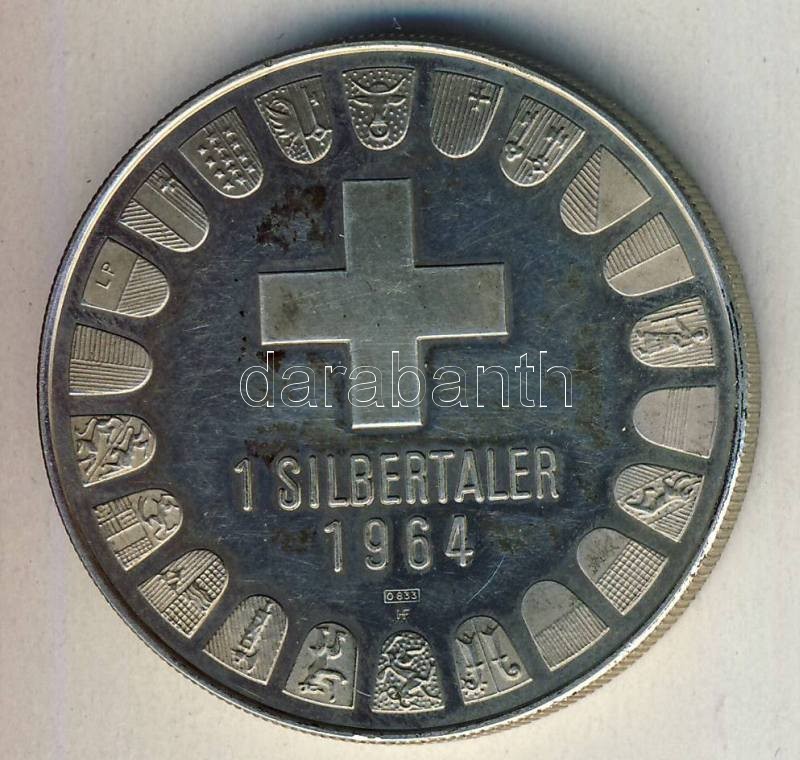 LP
darabanth
1 SILBERTALER
1964
0 833
HF